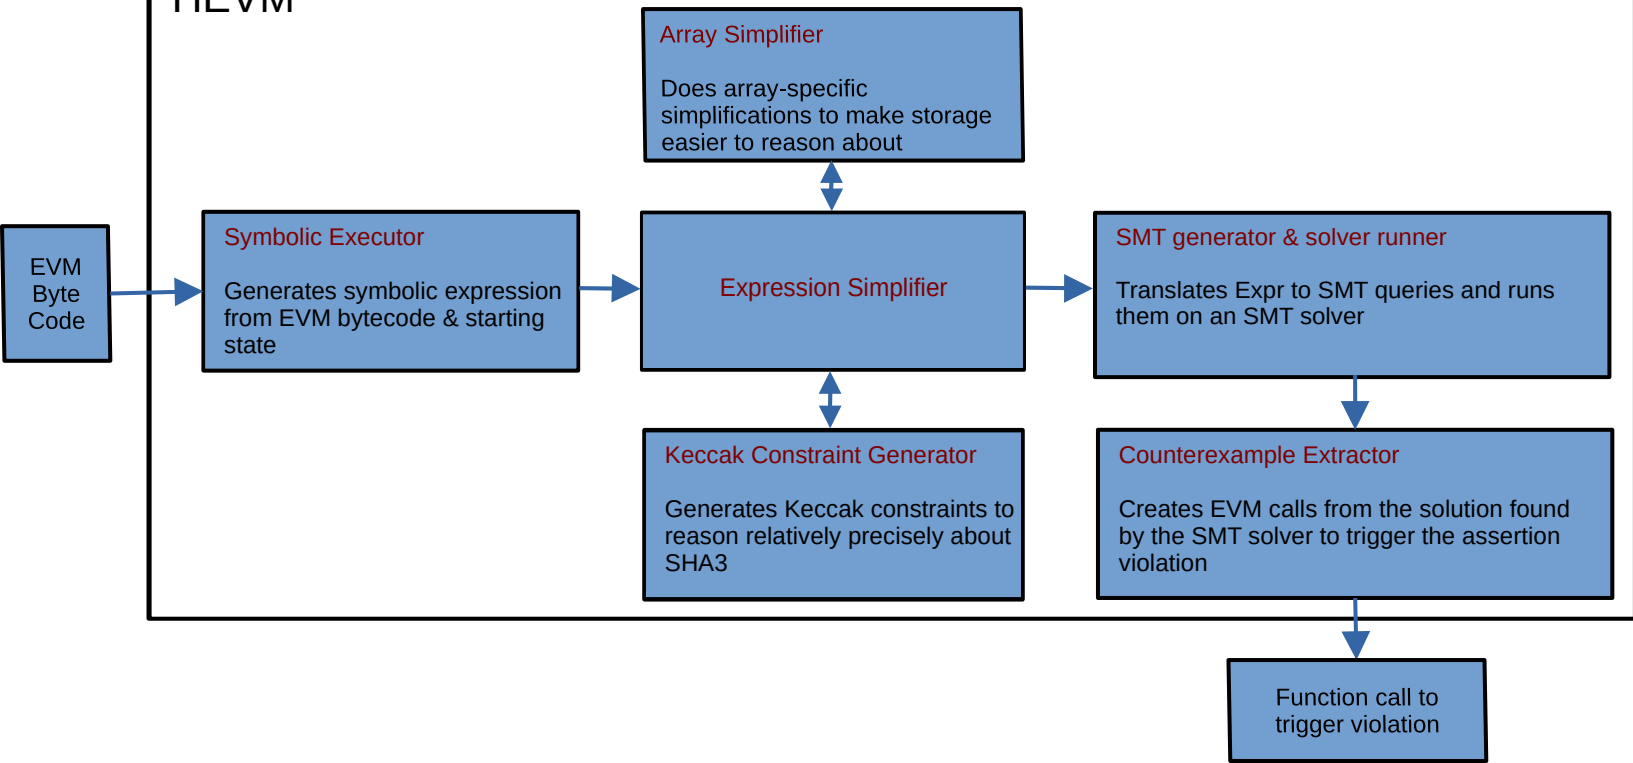 HEVM
Array Simplifier
Does array-specific
simplifications to make storage
easier to reason about
EVM
Byte
Code
Symbolic Executor
Generates symbolic expression
from EVM bytecode & starting
state
Expression Simplifier
SMT generator & solver runner
Translates Expr to SMT queries and runs
them on an SMT solver
Keccak Constraint Generator
Generates Keccak constraints to
reason relatively precisely about
SHA3
Counterexample Extractor
Creates EVM calls from the solution found
by the SMT solver to trigger the assertion
violation
Function call to
trigger violation